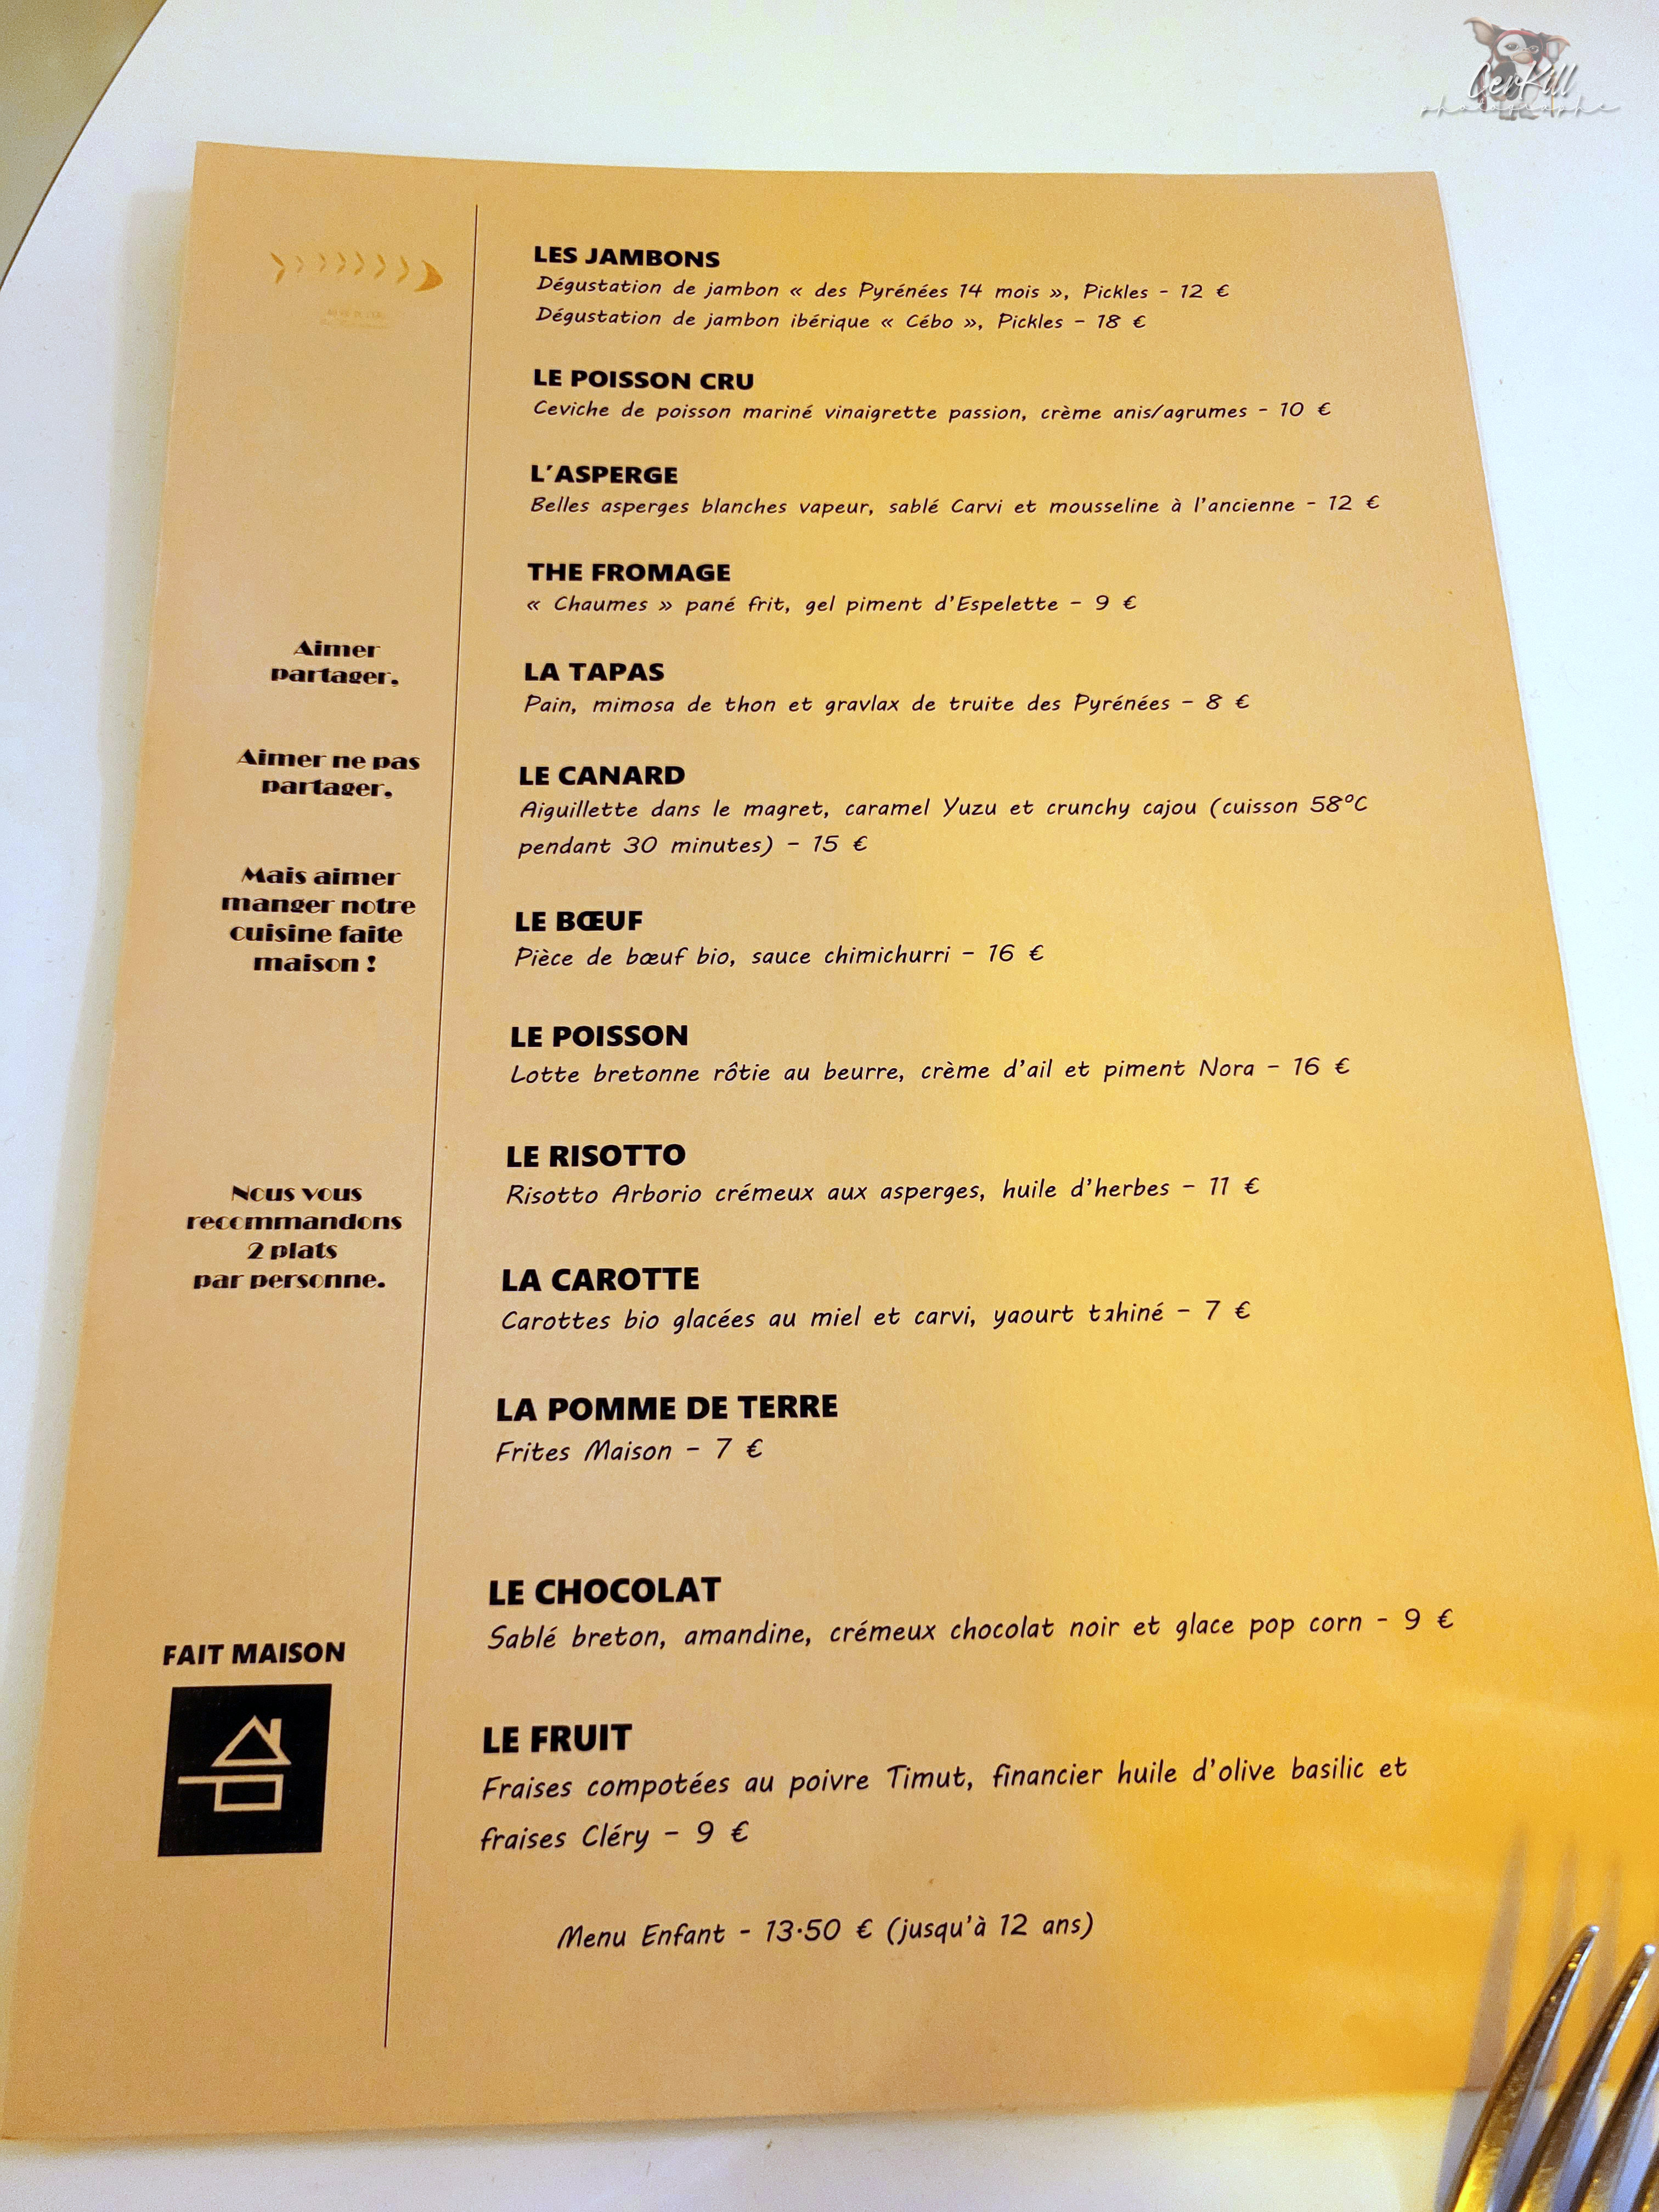 CerKill
photographe
LES JAMBONS
Dégustation de jambon « des Pyrénées 14 mois », Pickles - 12 €
Dégustation de jambon ibérique « Cébo », Pickles - 18 €
LE POISSON CRU
Ceviche de poisson mariné vinaigrette passion, crème anis/agrumes - 10 €
L'ASPERGE
Belles asperges blanches vapeur, sablé Carvi et mousseline à l'ancienne - 12 €
THE FROMAGE
« Chaumes » pané frit, gel piment d'Espelette - 9 €
LA TAPAS
Pain, mimosa de thon et gravlax de truite des Pyrénées - 8 €
LE CANARD
Aiguillette dans le magret, caramel Yuzu et crunchy cajou (cuisson 58°C
pendant 30 minutes) - 15 €
LE BŒUF
Pièce de bœuf bio, sauce chimichurri - 16 €
LE POISSON
Lotte bretonne rôtie au beurre, crème d'ail et piment Nora - 16 €
LE RISOTTO
Risotto Arborio crémeux aux asperges, huile d'herbes - 11 €
LA CAROTTE
Carottes bio glacées au miel et carvi, yaourt tahiné - 7 €
LA POMME DE TERRE
Frites Maison - 7 €
LE CHOCOLAT
Sablé breton, amandine, crémeux chocolat noir et glace pop corn - 9 €
LE FRUIT
Fraises compotées au poivre Timut, financier huile d'olive basilic et
fraises Cléry - 9 €
Menu Enfant - 13.50 € (jusqu'à 12 ans)
Aimer
partager.
Aimer ne pas
partager.
Mais aimer
manger notre
cuisine faite
maison !
Nous vous
recommandons
2 plats
par personne.
FAIT MAISON